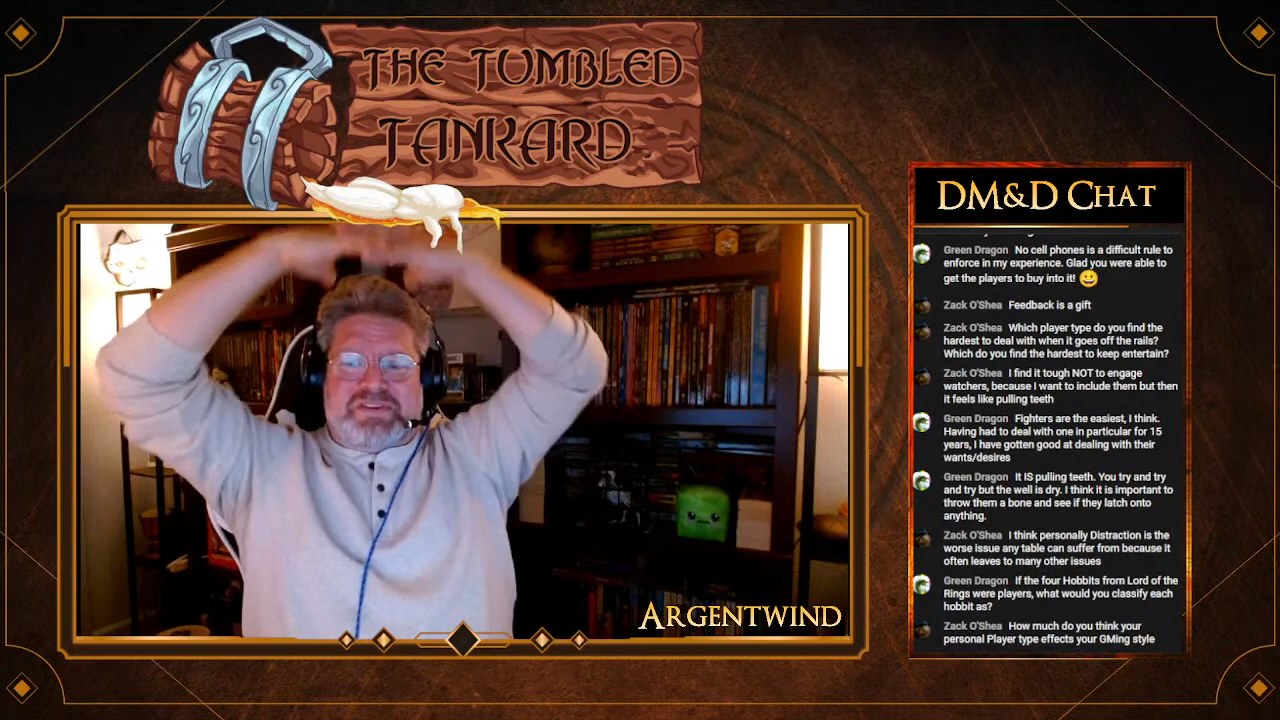 THE TUMBLED
TANKARD
DM&D CHAT
Green Dragon No cell phones is a difficult rule to
enforce in my experience. Glad you were able to
get the players to buy into it! 😀
Zack O'Shea Feedback is a gift
Zack O'Shea Which player type do you find the
hardest to deal with when it goes off the rails?
Which do you find the hardest to keep entertain?
Zack O'Shea I find it tough NOT to engage
watchers, because I want to include them but then
it feels like pulling teeth
Green Dragon Fighters are the easiest, I think.
Having had to deal with one in particular for 15
years, I have gotten good at dealing with their
wants/desires
Green Dragon It IS pulling teeth. You try and try
and try but the well is dry. I think it is important to
throw them a bone and see if they latch onto
anything.
Zack O'Shea I think personally Distraction is the
worse issue any table can suffer from because it
often leaves to many other issues
Green Dragon If the four Hobbits from Lord of the
Rings were players, what would you classify each
hobbit as?
Zack O'Shea How much do you think your
personal Player type effects your GMing style
ARGENTWIND